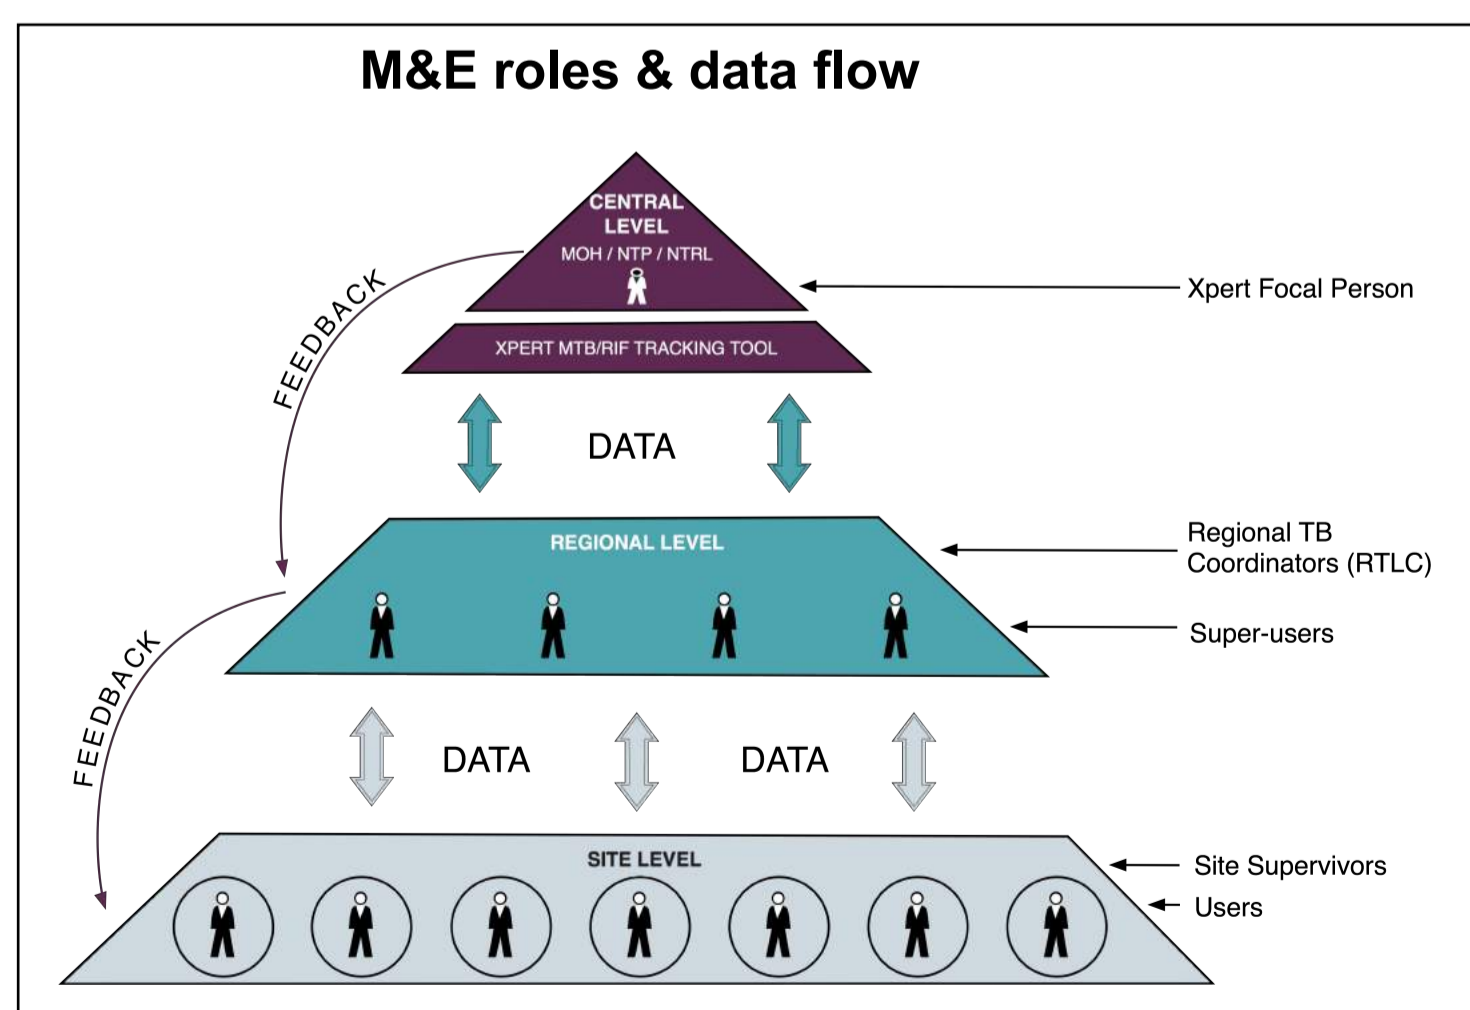 M&E roles & data flow
CENTRAL
LEVEL
MOH / NTP / NTRL
Xpert Focal Person
FEEDBACK
XPERT MTB/RIF TRACKING TOOL
DATA
REGIONAL LEVEL
Regional TB
Coordinators (RTLC)
Super-users
FEEDBACK
DATA DATA
SITE LEVEL
Site Supervivors
Users